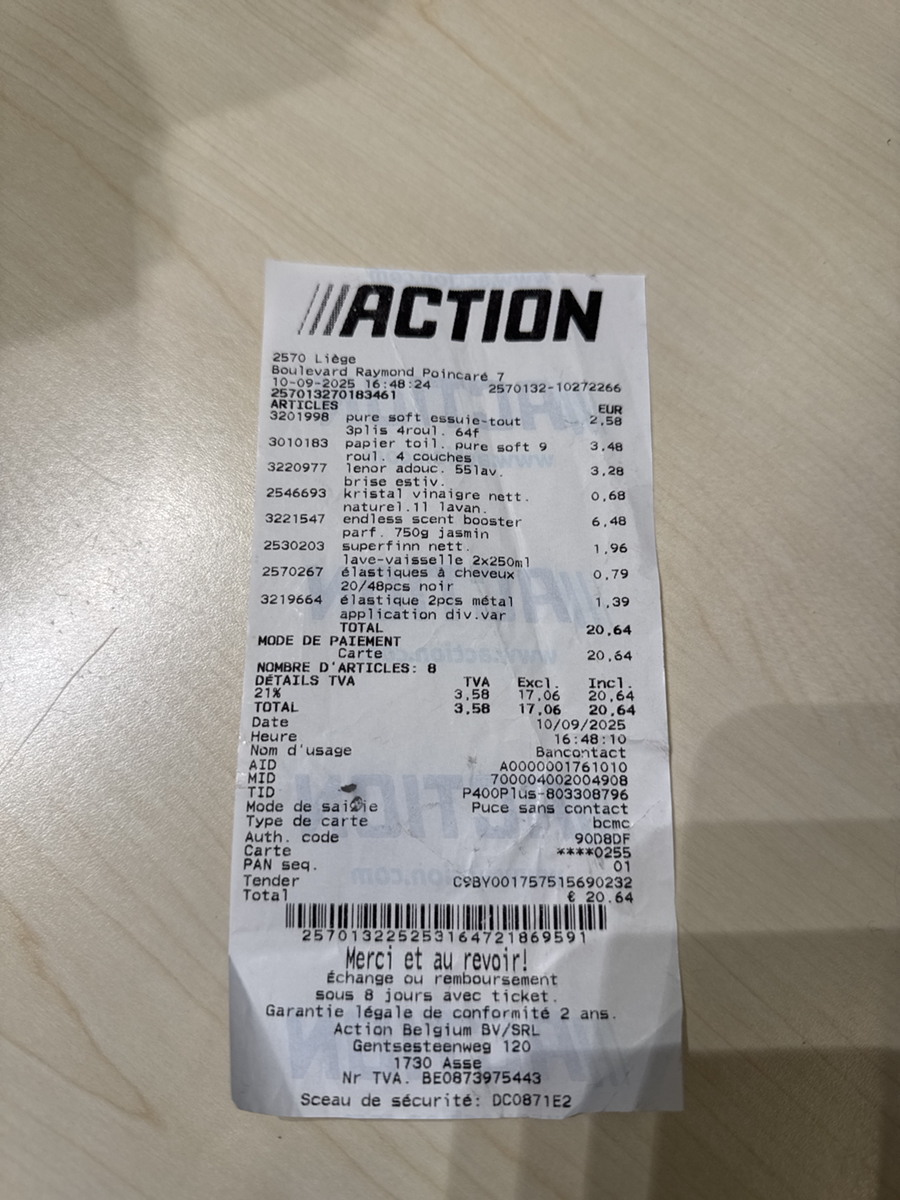 ACTION
2570 Liège
Boulevard Raymond Poincaré 7
10-09-2025 16:48:24 2570132-10272266
257013270183461
ARTICLES EUR
3201998 pure soft essuie-tout 2,58
3plis 4roul. 64f
3010183 papier toil. pure soft 9 3,48
roul. 4 couches
3220977 lenor adouc. 55lav. 3,28
brise estiv.
2546693 kristal vinaigre nett. 0,68
naturel.1l lavan.
3221547 endless scent booster 6,48
parf. 750g jasmin
2530203 superfinn nett. 1,96
lave-vaisselle 2x250ml
2570267 élastiques à cheveux 0,79
20/48pcs noir
3219664 élastique 2pcs métal 1,39
application div.var
TOTAL 20,64
MODE DE PAIEMENT
Carte 20,64
NOMBRE D'ARTICLES: 8
DÉTAILS TVA TVA Excl. Incl.
21% 3,58 17,06 20,64
TOTAL 3,58 17,06 20,64
Date 10/09/2025
Heure 16:48:10
Nom d'usage Bancontact
AID A0000001761010
MID 700004002004908
TID P400Plus-803308796
Mode de saisie Puce sans contact
Type de carte bcmc
Auth. code 90D8DF
Carte ****0255
PAN seq. 01
Tender C9BY001757515690232
Total € 20.64
257013225253164721869591
Merci et au revoir!
Échange ou remboursement
sous 8 jours avec ticket.
Garantie légale de conformité 2 ans.
Action Belgium BV/SRL
Gentsesteenweg 120
1730 Asse
Nr TVA. BE0873975443
Sceau de sécurité: DC0871E2